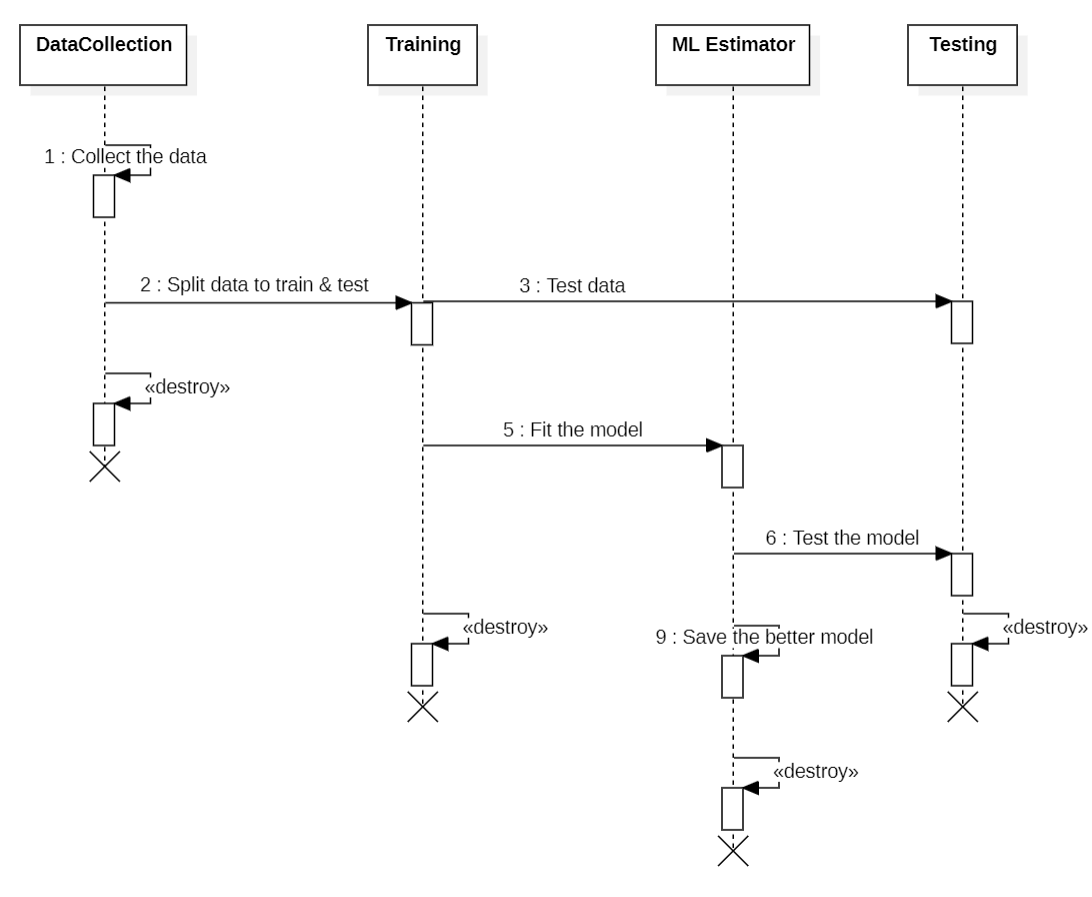 DataCollection
Training
ML Estimator
Testing
1 : Collect the data
2 : Split data to train & test
3 : Test data
«destroy»
5 : Fit the model
6 : Test the model
«destroy»
9 : Save the better model
«destroy»
«destroy»